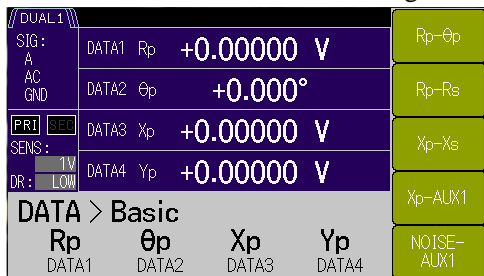 DUAL1
SIG:
A
AC
GND
PRI SEC
SENS:
1V
DR: LOW
DATA1 Rp +0.00000 V
DATA2 θp +0.000°
DATA3 Xp +0.00000 V
DATA4 Yp +0.00000 V
DATA > Basic
Rp θp Xp Yp
DATA1 DATA2 DATA3 DATA4
Rp-θp
Rp-Rs
Xp-Xs
Xp-AUX1
NOISE-
AUX1